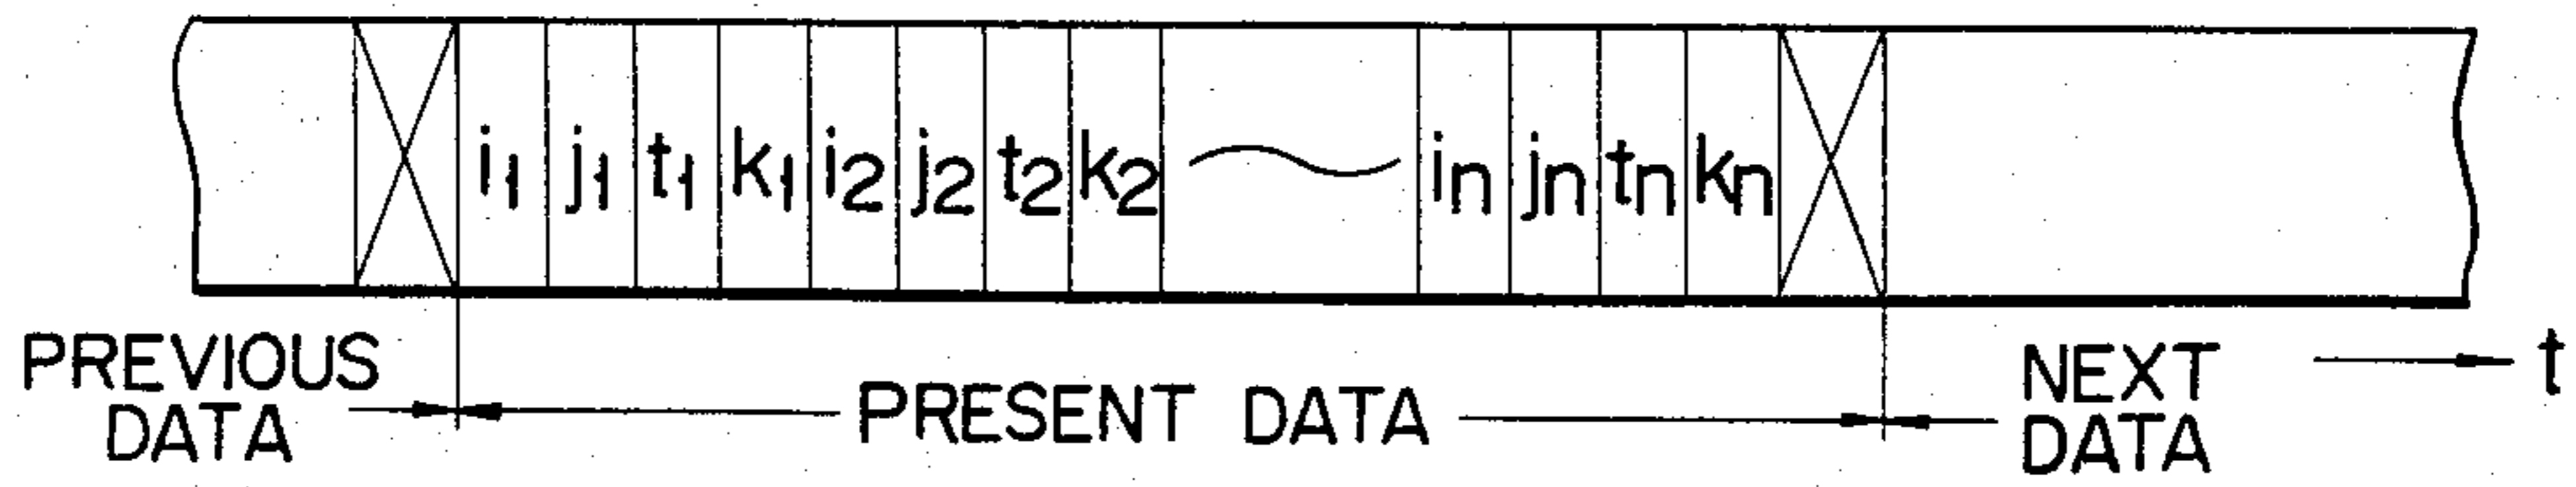 i1 j1 t1 k1 i2 j2 t2 k2 in jn tn kn
PREVIOUS DATA
PRESENT DATA
NEXT DATA
t